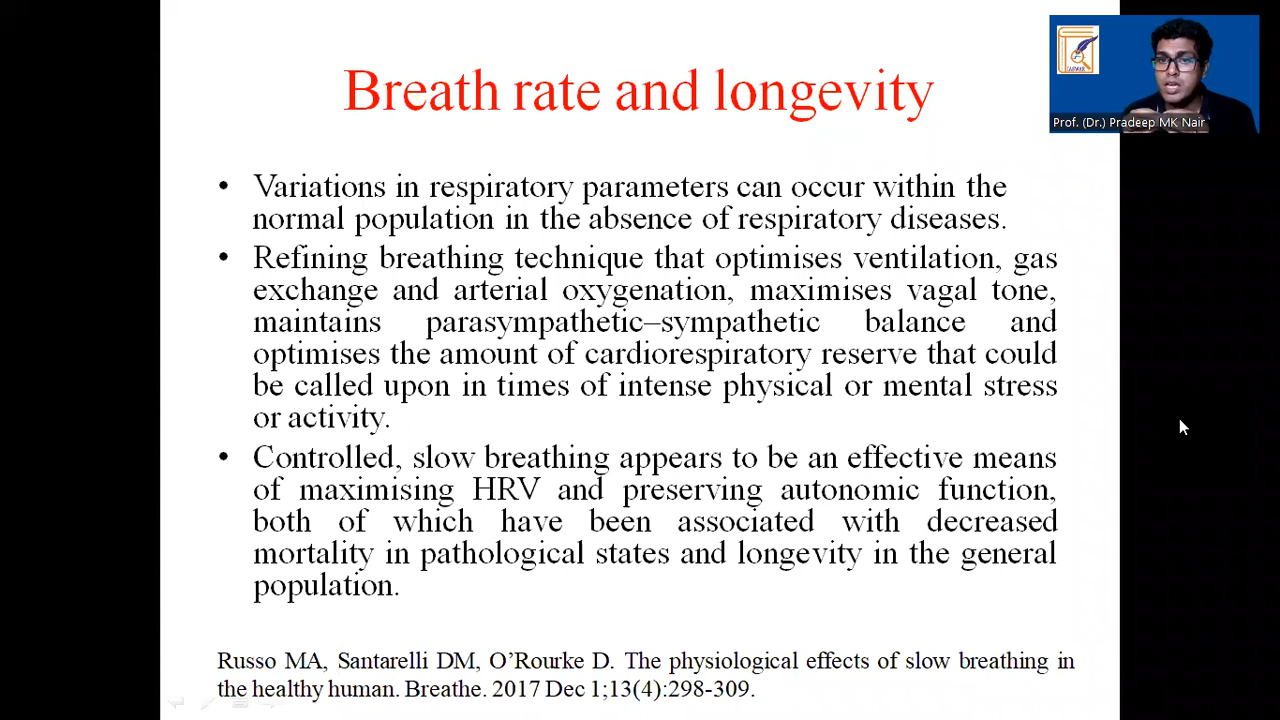 Breath rate and longevity
Prof. (Dr.) Pradeep MK Nair
• Variations in respiratory parameters can occur within the
normal population in the absence of respiratory diseases.
• Refining breathing technique that optimises ventilation, gas
exchange and arterial oxygenation, maximises vagal tone,
maintains parasympathetic–sympathetic balance and
optimises the amount of cardiorespiratory reserve that could
be called upon in times of intense physical or mental stress
or activity.
• Controlled, slow breathing appears to be an effective means
of maximising HRV and preserving autonomic function,
both of which have been associated with decreased
mortality in pathological states and longevity in the general
population.
Russo MA, Santarelli DM, O’Rourke D. The physiological effects of slow breathing in
the healthy human. Breathe. 2017 Dec 1;13(4):298-309.